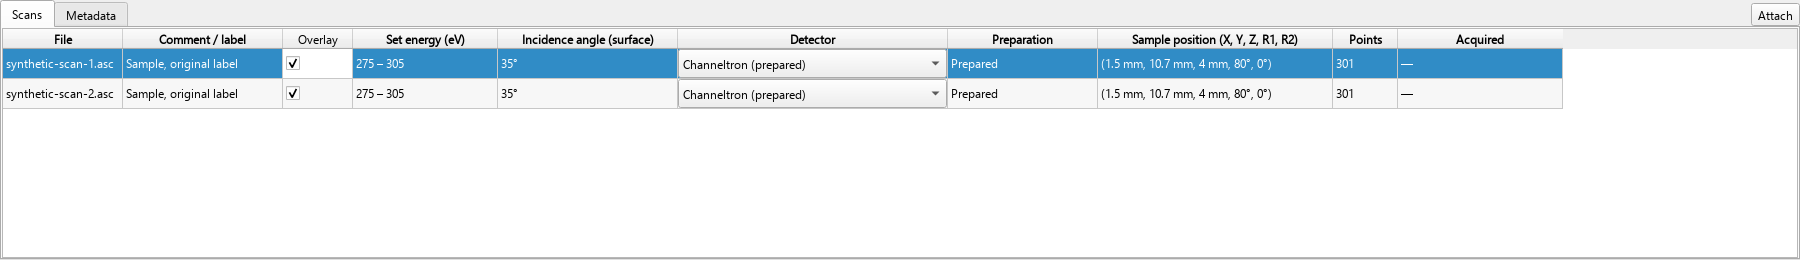 Scans Metadata Attach
File Comment / label Overlay Set energy (eV) Incidence angle (surface) Detector Preparation Sample position (X, Y, Z, R1, R2) Points Acquired
synthetic-scan-1.asc Sample, original label 275 – 305 35° Channeltron (prepared) Prepared (1.5 mm, 10.7 mm, 4 mm, 80°, 0°) 301 —
synthetic-scan-2.asc Sample, original label 275 – 305 35° Channeltron (prepared) Prepared (1.5 mm, 10.7 mm, 4 mm, 80°, 0°) 301 —